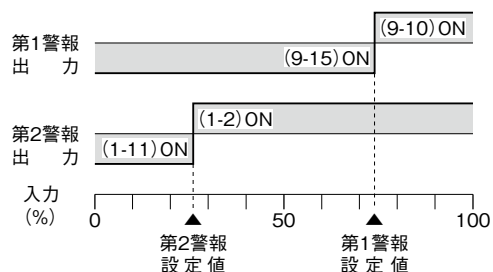 第1警報
出 力
(9-10)ON
(9-15)ON
第2警報
出 力
(1-2)ON
(1-11)ON
入力
(%)
0 50 100
第2警報
設 定 値
第1警報
設 定 値